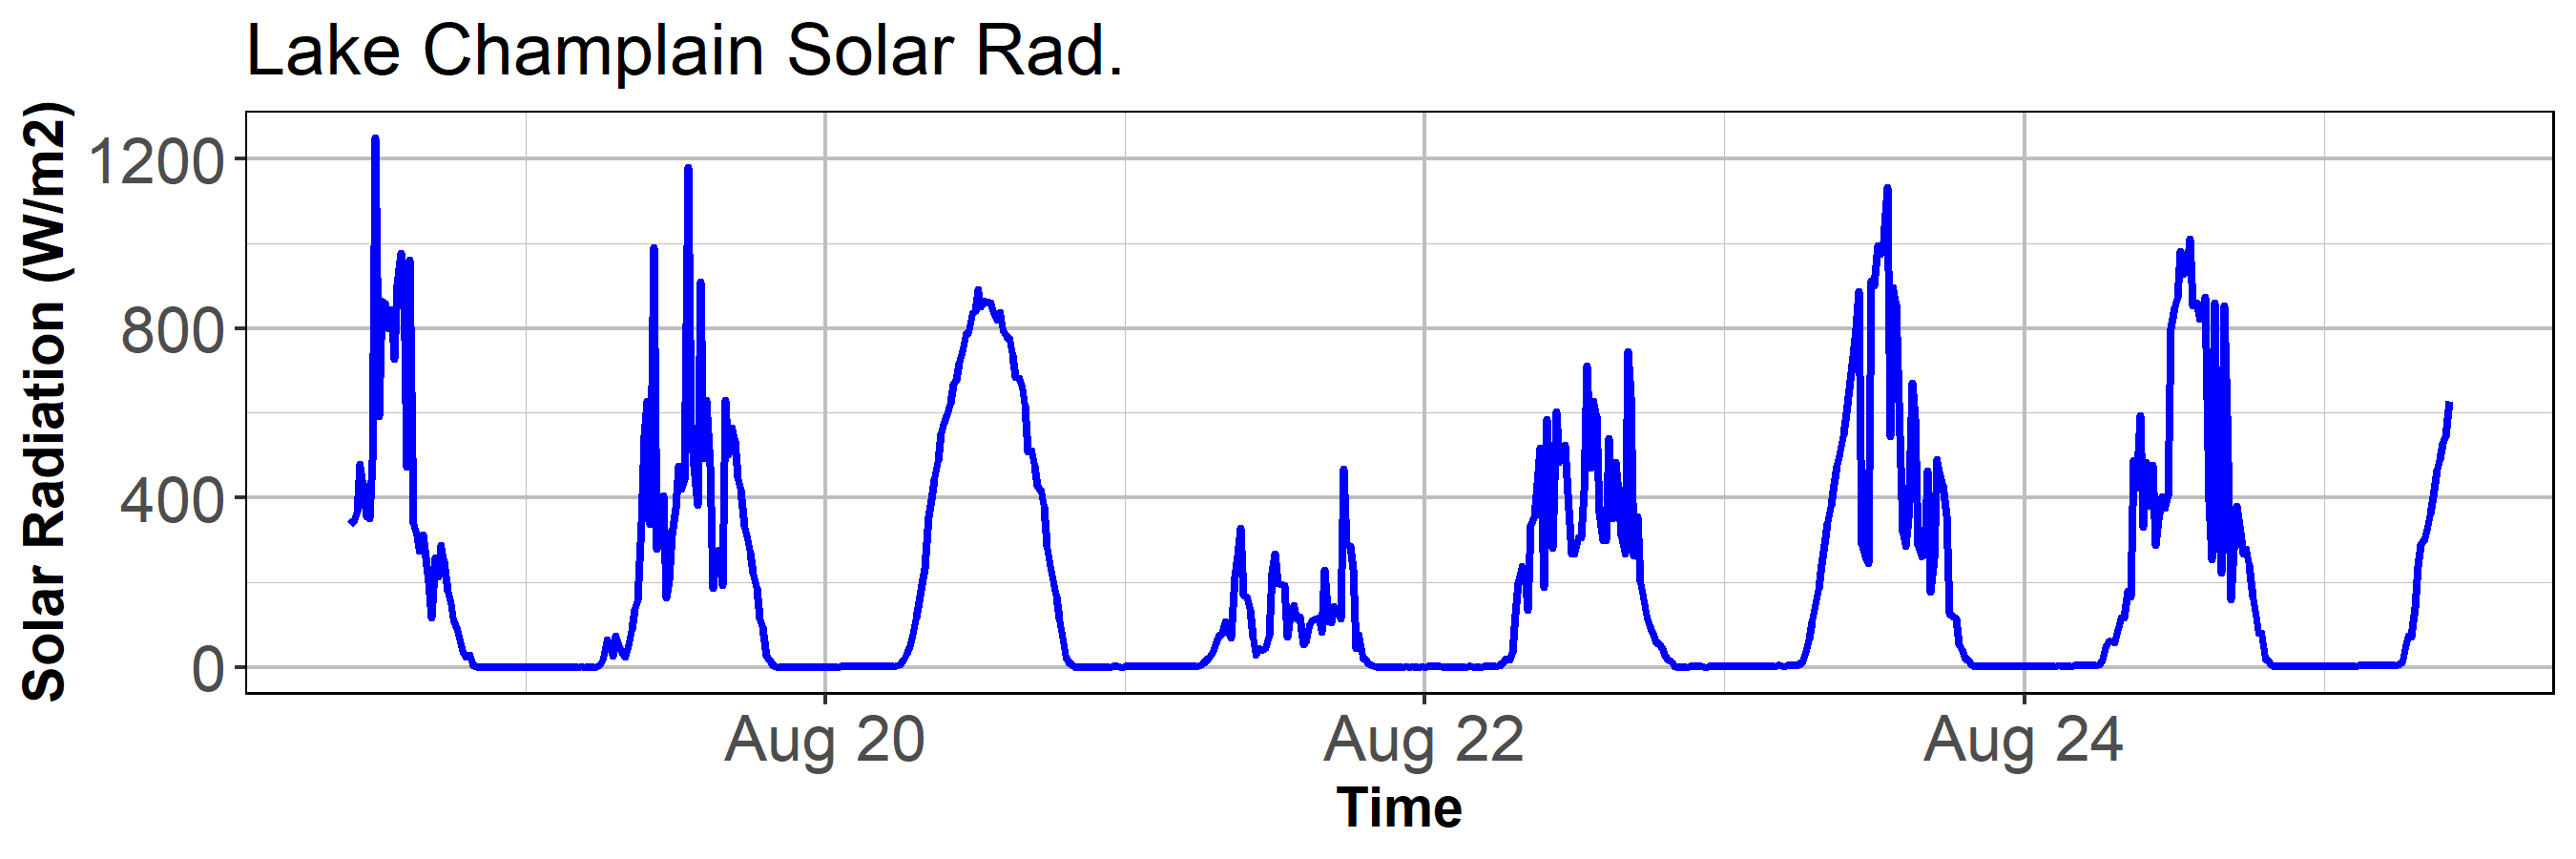 Lake Champlain Solar Rad.
Solar Radiation (W/m2)
1200
800
400
0
Aug 20 Aug 22 Aug 24
Time